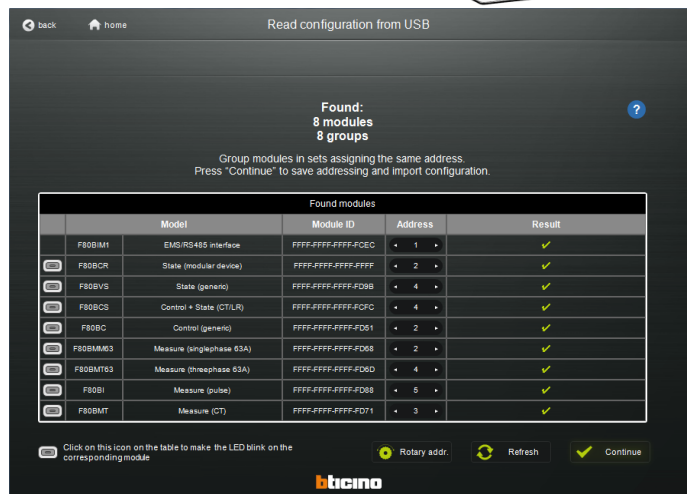 back
home
Read configuration from USB
Found:
8 modules
8 groups
?
Group modules in sets assigning the same address.
Press "Continue" to save addressing and import configuration.
Found modules
Model Module ID Address Result
F80BIM1 EMS/RS485 interface FFFF-FFFF-FFFF-FCEC 1
F80BCR State (modular device) FFFF-FFFF-FFFF-FFFF 2
F80BVS State (generic) FFFF-FFFF-FFFF-FD9B 4
F80BCS Control + State (CT/LR) FFFF-FFFF-FFFF-FCFC 4
F80BC Control (generic) FFFF-FFFF-FFFF-FD51 2
F80BMM63 Measure (singlephase 63A) FFFF-FFFF-FFFF-FD68 2
F80BMT63 Measure (threephase 63A) FFFF-FFFF-FFFF-FD6D 4
F80BI Measure (pulse) FFFF-FFFF-FFFF-FD88 5
F80BMT Measure (CT) FFFF-FFFF-FFFF-FD71 3
Click on this icon on the table to make the LED blink on the
corresponding module
Rotary addr.
Refresh
Continue
bticino